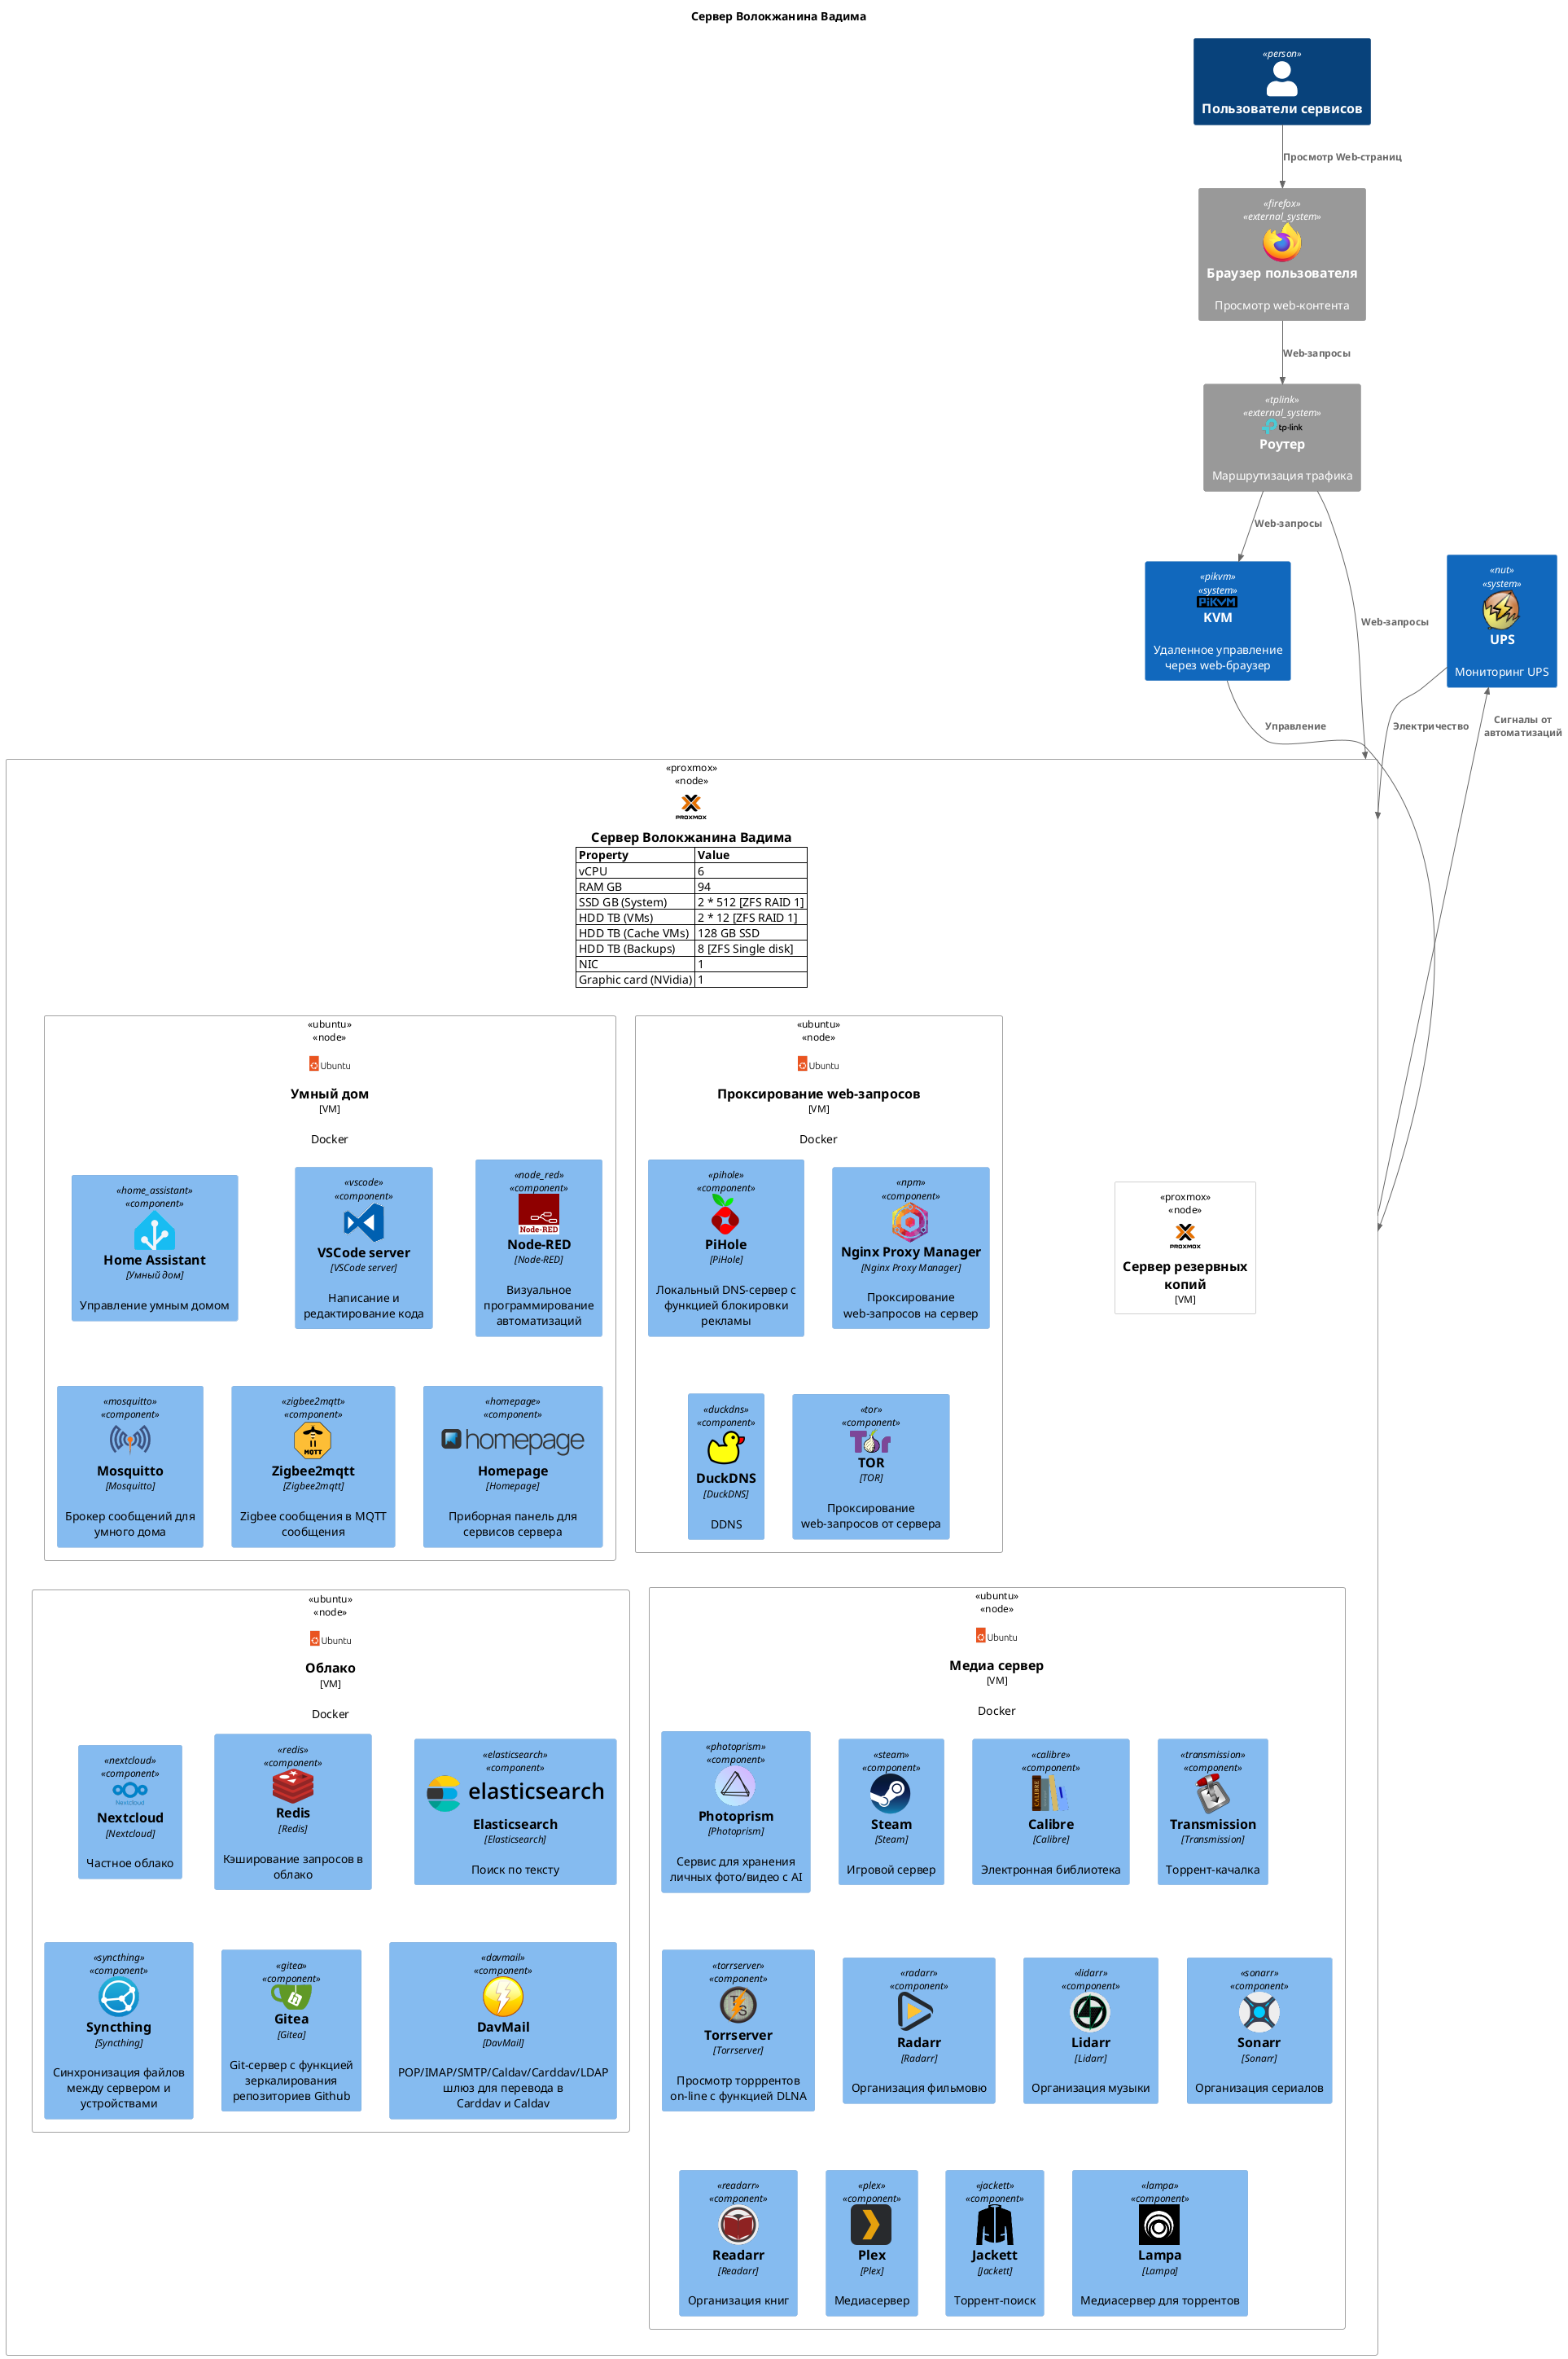 Сервер Волокжанина Вадима
«person»
Пользователи сервисов
Просмотр Web-страниц
«firefox»
«external_system»
Браузер пользователя
Просмотр web-контента
Web-запросы
«tplink»
«external_system»
tp-link
Роутер
Маршрутизация трафика
Web-запросы
«pikvm»
«system»
PiKVM
KVM
Удаленное управление
через web-браузер
Web-запросы
«nut»
«system»
UPS
Мониторинг UPS
Управление
Электричество
Сигналы от
автоматизаций
«proxmox»
«node»
PROXMOX
Сервер Волокжанина Вадима
Property Value
vCPU 6
RAM GB 94
SSD GB (System) 2 * 512 [ZFS RAID 1]
HDD TB (VMs) 2 * 12 [ZFS RAID 1]
HDD TB (Cache VMs) 128 GB SSD
HDD TB (Backups) 8 [ZFS Single disk]
NIC 1
Graphic card (NVidia) 1
«ubuntu»
«node»
Ubuntu
Умный дом
[VM]
Docker
«home_assistant»
«component»
Home Assistant
[Умный дом]
Управление умным домом
«vscode»
«component»
VSCode server
[VSCode server]
Написание и
редактирование кода
«node_red»
«component»
Node-RED
Node-RED
[Node-RED]
Визуальное
программирование
автоматизаций
«mosquitto»
«component»
Mosquitto
[Mosquitto]
Брокер сообщений для
умного дома
«zigbee2mqtt»
«component»
MQTT
Zigbee2mqtt
[Zigbee2mqtt]
Zigbee сообщения в MQTT
сообщения
«homepage»
«component»
homepage
Homepage
[Homepage]
Приборная панель для
сервисов сервера
«ubuntu»
«node»
Ubuntu
Проксирование web-запросов
[VM]
Docker
«pihole»
«component»
PiHole
[PiHole]
Локальный DNS-сервер с
функцией блокировки
рекламы
«npm»
«component»
Nginx Proxy Manager
[Nginx Proxy Manager]
Проксирование
web-запросов на сервер
«duckdns»
«component»
DuckDNS
[DuckDNS]
DDNS
«tor»
«component»
Tor
TOR
[TOR]
Проксирование
web-запросов от сервера
«proxmox»
«node»
PROXMOX
Сервер резервных
копий
[VM]
«ubuntu»
«node»
Ubuntu
Облако
[VM]
Docker
«nextcloud»
«component»
Nextcloud
Nextcloud
[Nextcloud]
Частное облако
«redis»
«component»
Redis
[Redis]
Кэширование запросов в
облако
«elasticsearch»
«component»
elasticsearch
Elasticsearch
[Elasticsearch]
Поиск по тексту
«syncthing»
«component»
Syncthing
[Syncthing]
Синхронизация файлов
между сервером и
устройствами
«gitea»
«component»
Gitea
[Gitea]
Git-сервер с функцией
зеркалирования
репозиториев Github
«davmail»
«component»
DavMail
[DavMail]
POP/IMAP/SMTP/Caldav/Carddav/LDAP
шлюз для перевода в
Carddav и Caldav
«ubuntu»
«node»
Ubuntu
Медиа сервер
[VM]
Docker
«photoprism»
«component»
Photoprism
[Photoprism]
Сервис для хранения
личных фото/видео с AI
«steam»
«component»
Steam
[Steam]
Игровой сервер
«calibre»
«component»
CALIBRE
Calibre
[Calibre]
Электронная библиотека
«transmission»
«component»
Transmission
[Transmission]
Торрент-качалка
«torrserver»
«component»
TS
Torrserver
[Torrserver]
Просмотр торррентов
on-line с функцией DLNA
«radarr»
«component»
Radarr
[Radarr]
Организация фильмовю
«lidarr»
«component»
Lidarr
[Lidarr]
Организация музыки
«sonarr»
«component»
Sonarr
[Sonarr]
Организация сериалов
«readarr»
«component»
Readarr
[Readarr]
Организация книг
«plex»
«component»
Plex
[Plex]
Медиасервер
«jackett»
«component»
Jackett
[Jackett]
Торрент-поиск
«lampa»
«component»
Lampa
[Lampa]
Медиасервер для торрентов